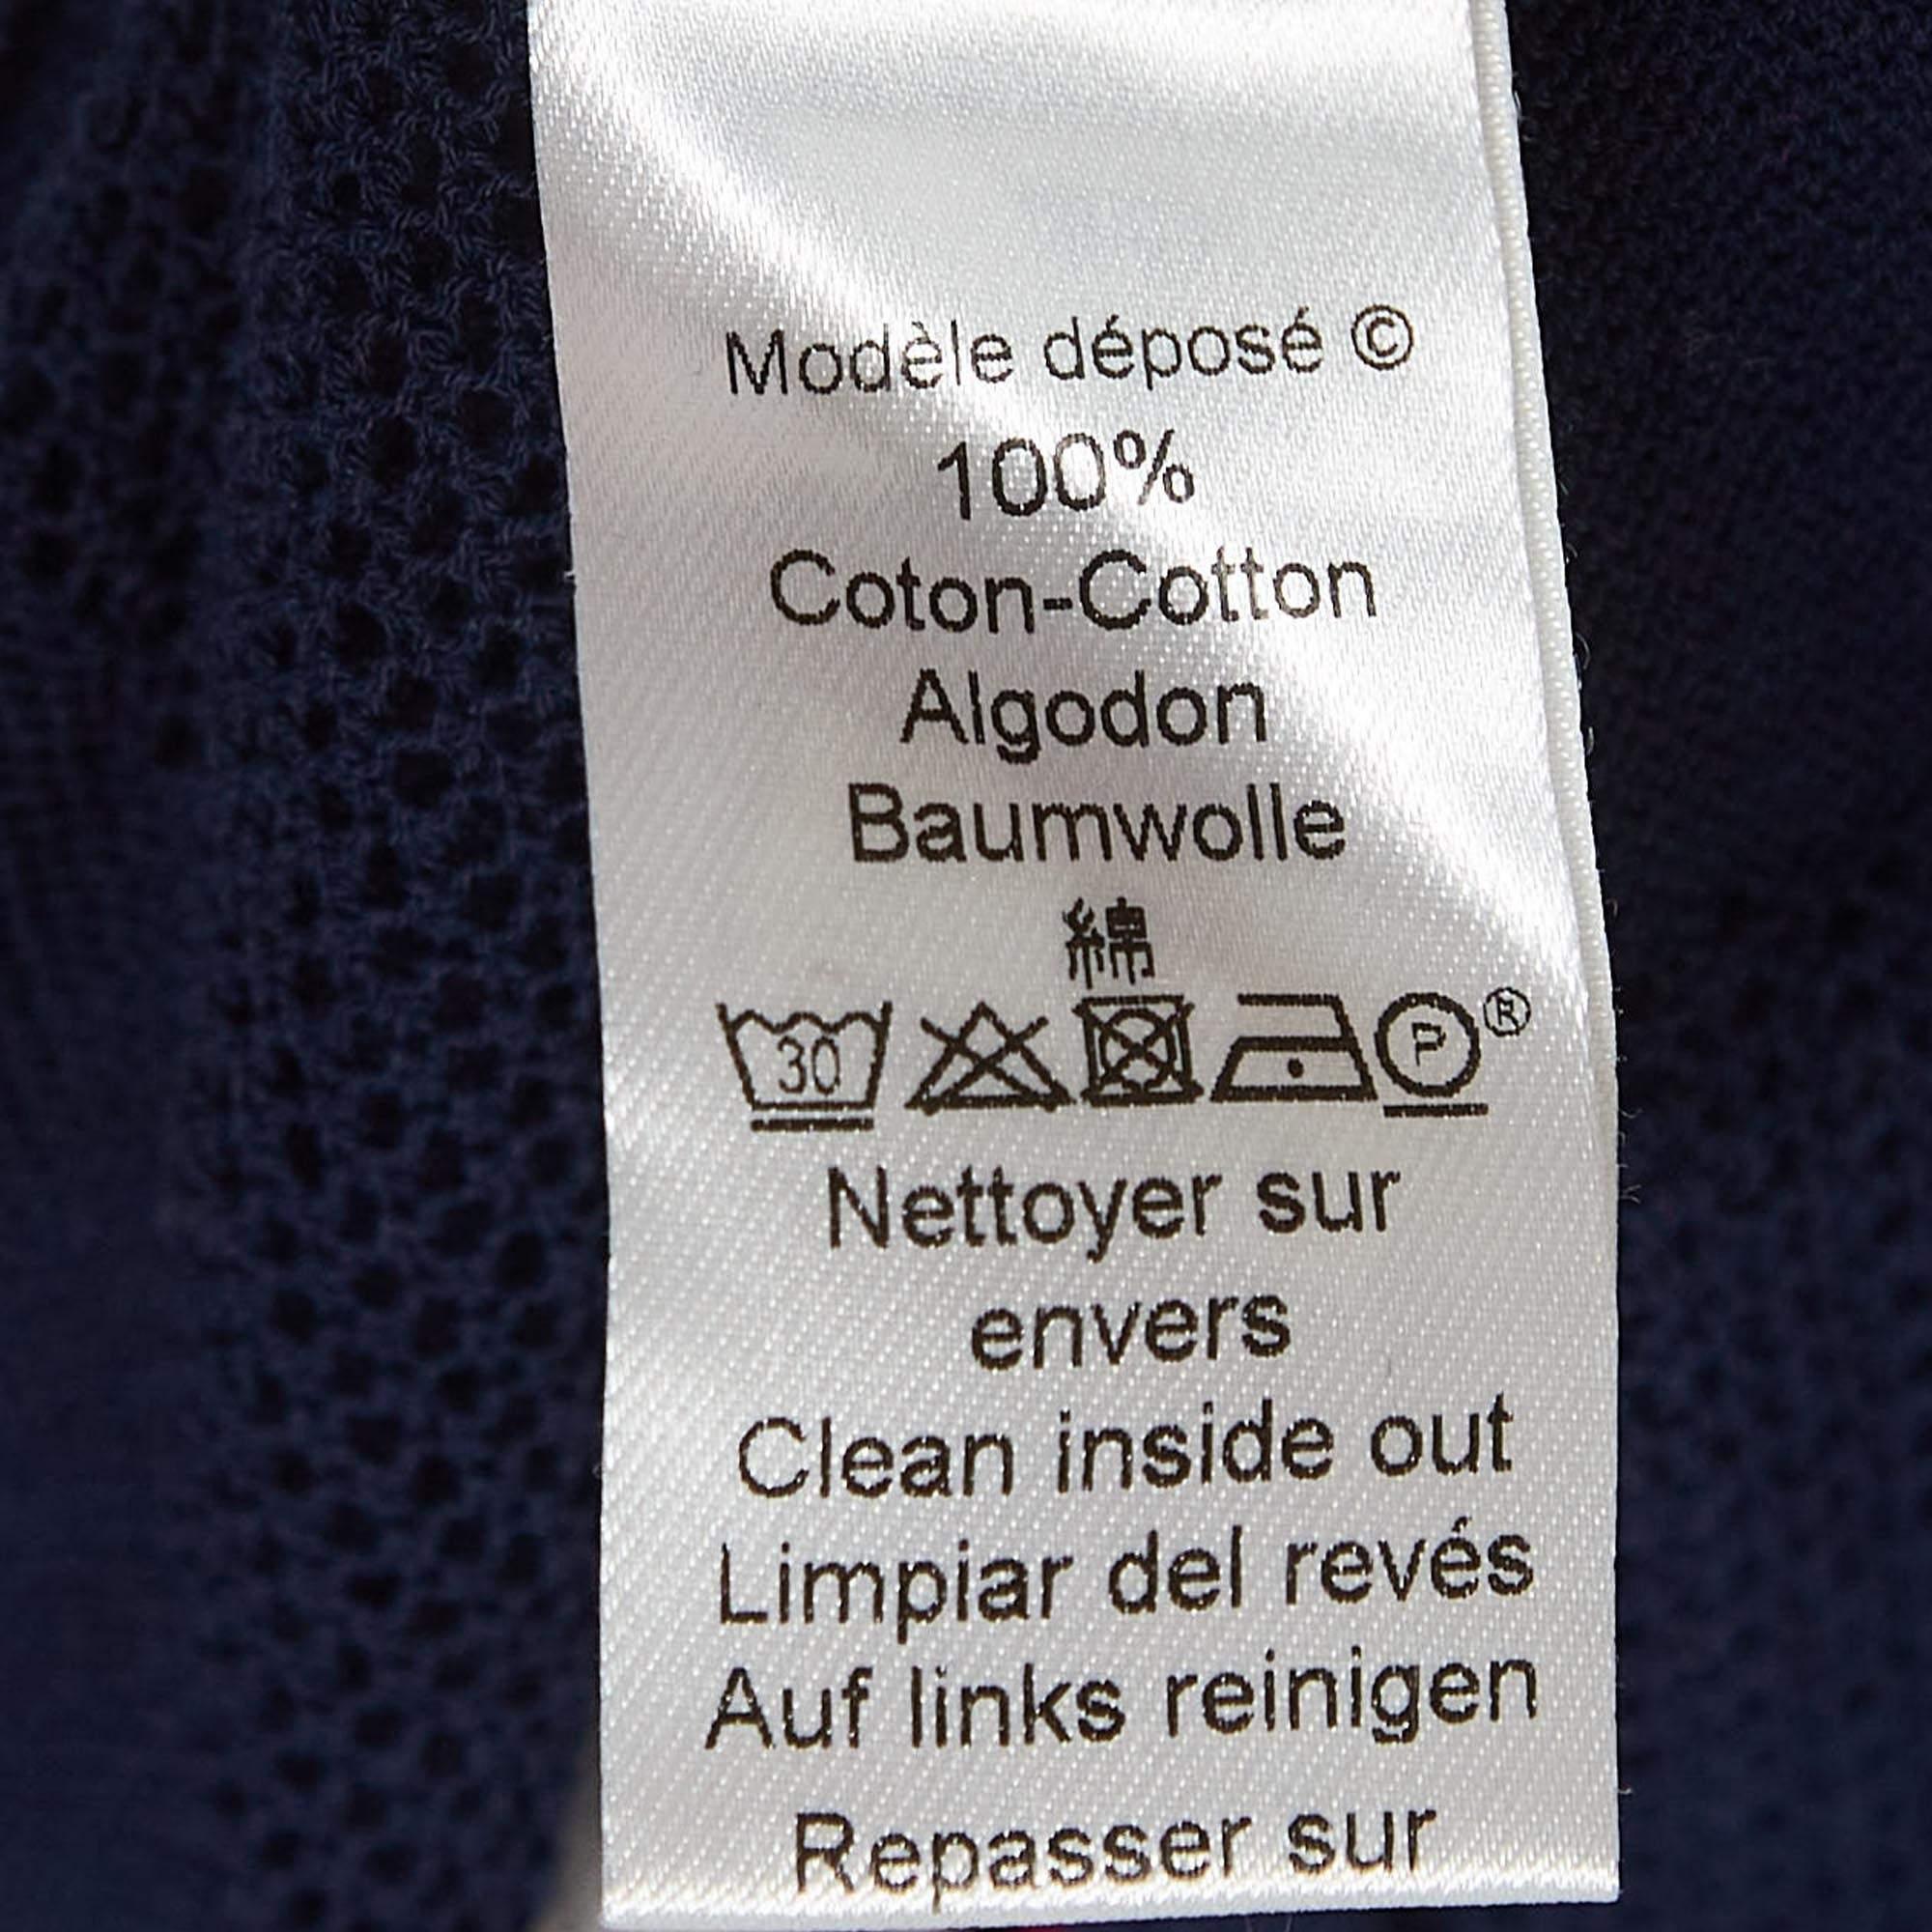 Modèle déposé ©
100%
Coton-Cotton
Algodon
Baumwolle
綿
30 P ®
Nettoyer sur
envers
Clean inside out
Limpiar del revés
Auf links reinigen
Repasser sur